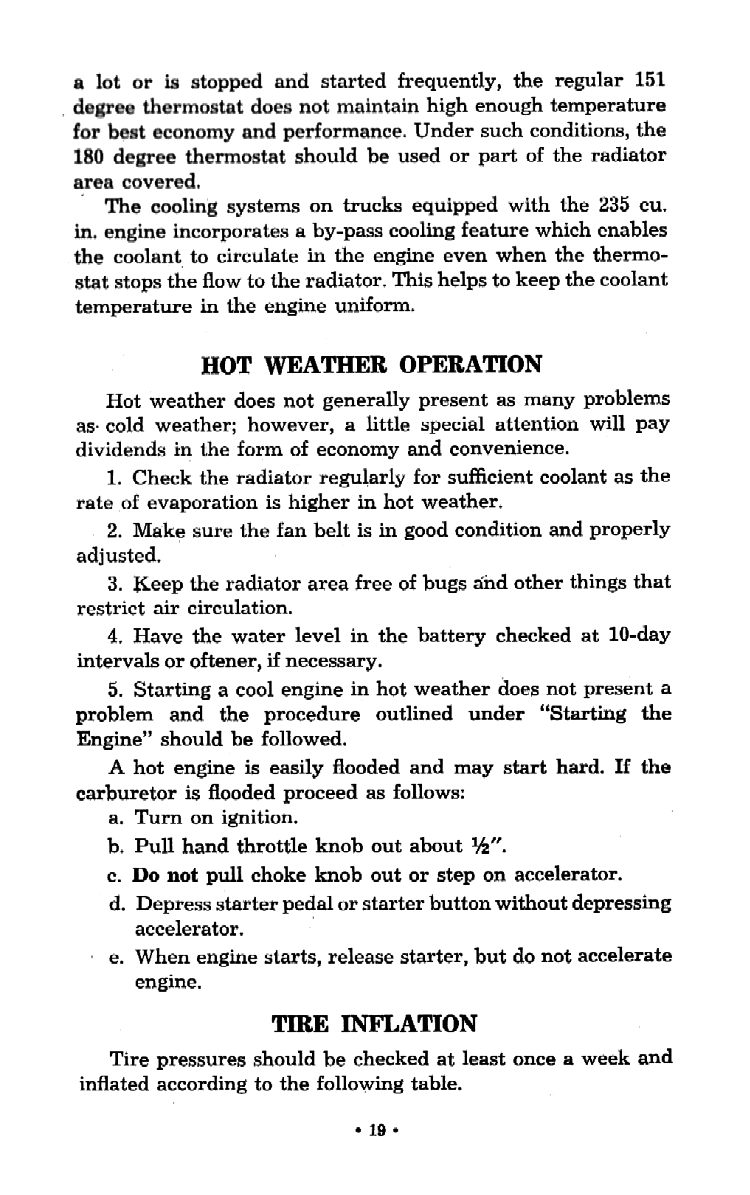 a lot or is stopped and started frequently, the regular 151
degree thermostat does not maintain high enough temperature
for best economy and performance. Under such conditions, the
180 degree thermostat should be used or part of the radiator
area covered.
The cooling systems on trucks equipped with the 235 cu.
in. engine incorporates a by-pass cooling feature which enables
the coolant to circulate in the engine even when the thermo-
stat stops the flow to the radiator. This helps to keep the coolant
temperature in the engine uniform.
HOT WEATHER OPERATION
Hot weather does not generally present as many problems
as cold weather; however, a little special attention will pay
dividends in the form of economy and convenience.
1. Check the radiator regularly for sufficient coolant as the
rate of evaporation is higher in hot weather.
2. Make sure the fan belt is in good condition and properly
adjusted.
3. Keep the radiator area free of bugs and other things that
restrict air circulation.
4. Have the water level in the battery checked at 10-day
intervals or oftener, if necessary.
5. Starting a cool engine in hot weather does not present a
problem and the procedure outlined under "Starting the
Engine" should be followed.
A hot engine is easily flooded and may start hard. If the
carburetor is flooded proceed as follows:
a. Turn on ignition.
b. Pull hand throttle knob out about ½".
c. Do not pull choke knob out or step on accelerator.
d. Depress starter pedal or starter button without depressing
accelerator.
e. When engine starts, release starter, but do not accelerate
engine.
TIRE INFLATION
Tire pressures should be checked at least once a week and
inflated according to the following table.
• 19 •